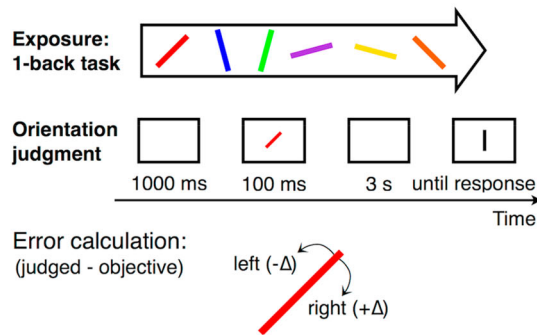 Exposure:
1-back task
Orientation
judgment
1000 ms 100 ms 3 s until response
Time
Error calculation:
(judged - objective)
left (-Δ)
right (+Δ)